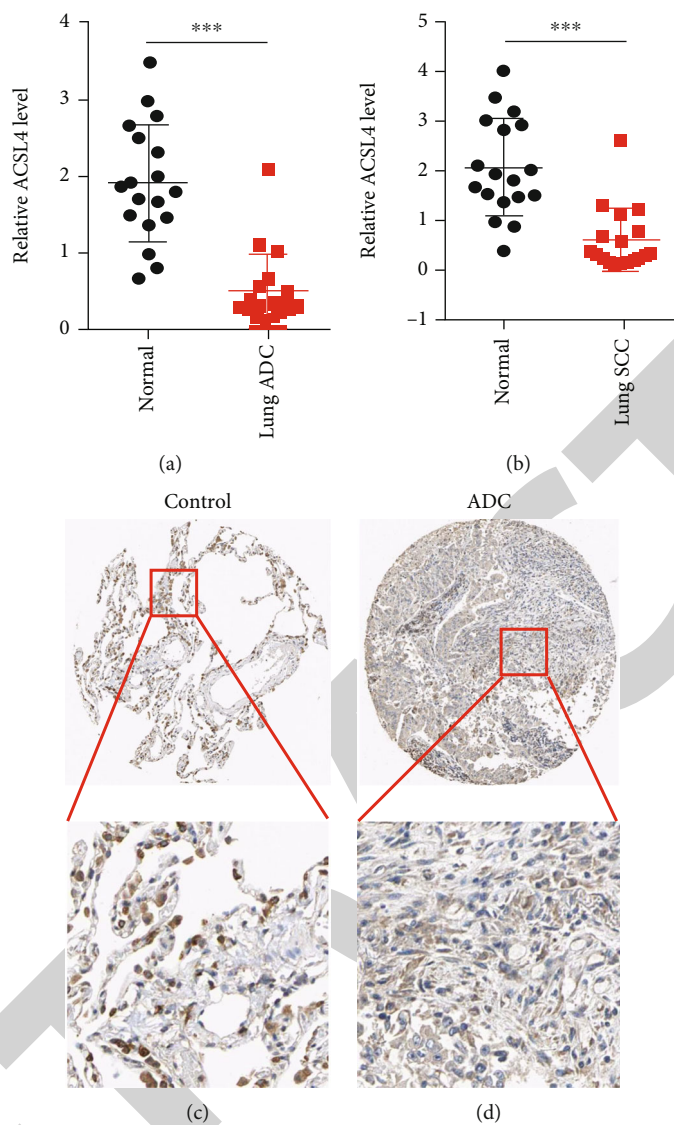 Relative ACSL4 level
4
3
2
1
0
***
Normal
Lung ADC
(a)
Relative ACSL4 level
5
4
3
2
1
0
−1
***
Normal
Lung SCC
(b)
Control
ADC
(c)
(d)